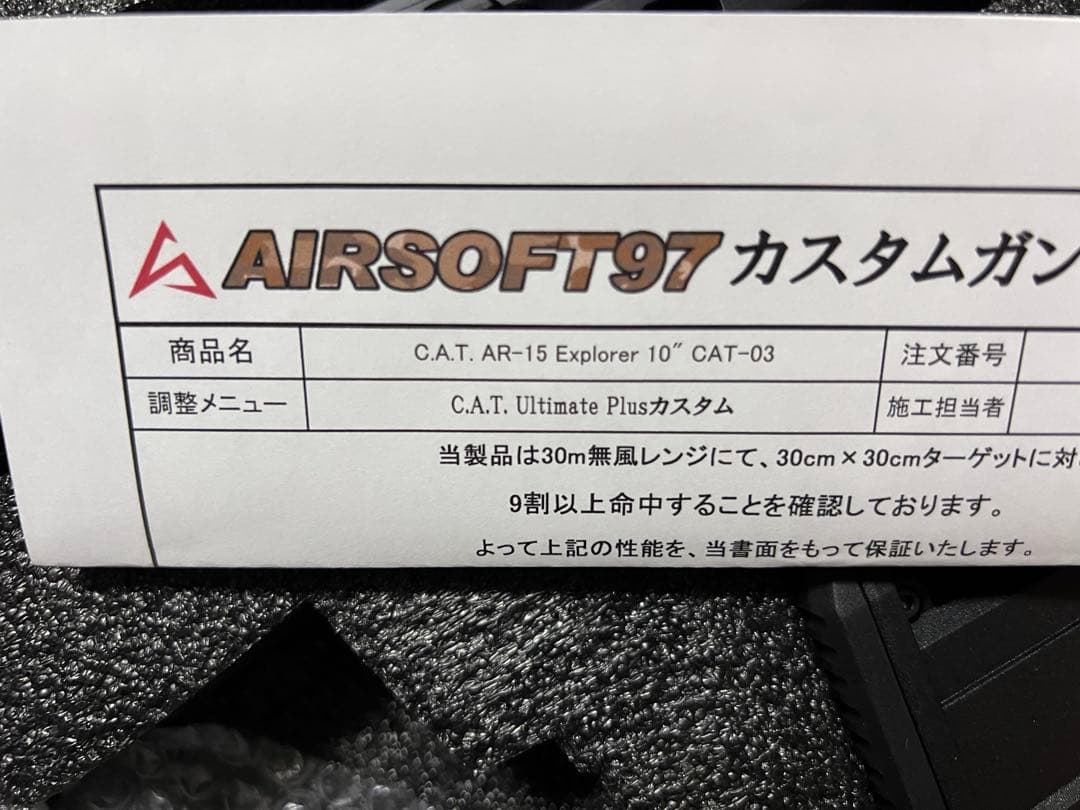 AIRSOFT97 カスタムガン
商品名 C.A.T. AR-15 Explorer 10″ CAT-03 注文番号
調整メニュー C.A.T. Ultimate Plusカスタム 施工担当者
当製品は30m無風レンジにて、30cm×30cmターゲットに対
9割以上命中することを確認しております。
よって上記の性能を、当書面をもって保証いたします。